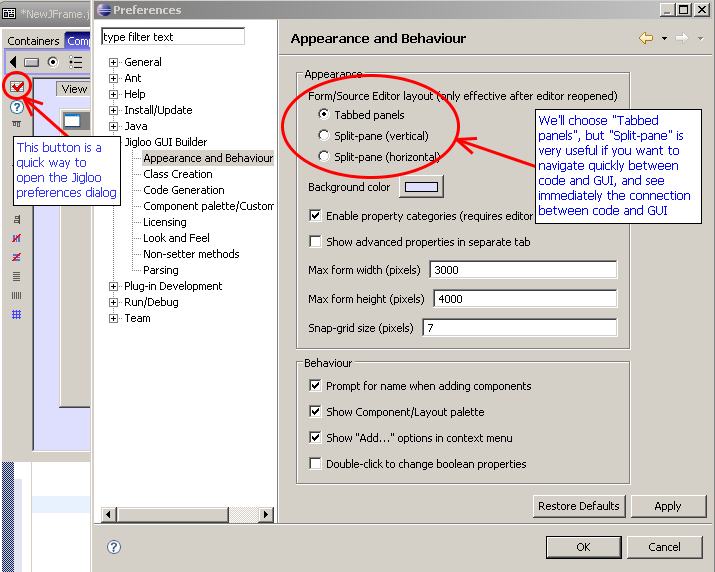 *NewJFrame.j
Preferences
Containers
Comp
View
This button is a
quick way to
open the Jigloo
preferences dialog
type filter text
General
Ant
Help
Install/Update
Java
Jigloo GUI Builder
Appearance and Behaviour
Class Creation
Code Generation
Component palette/Custom
Licensing
Look and Feel
Non-setter methods
Parsing
Plug-in Development
Run/Debug
Team
Appearance and Behaviour
Appearance
Form/Source Editor layout (only effective after editor reopened)
Tabbed panels
Split-pane (vertical)
Split-pane (horizontal)
We'll choose "Tabbed
panels", but "Split-pane" is
very useful if you want to
navigate quickly between
code and GUI, and see
immediately the connection
between code and GUI
Background color
Enable property categories (requires editor
Show advanced properties in separate tab
Max form width (pixels) 3000
Max form height (pixels) 4000
Snap-grid size (pixels) 7
Behaviour
Prompt for name when adding components
Show Component/Layout palette
Show "Add..." options in context menu
Double-click to change boolean properties
Restore Defaults Apply
? OK Cancel